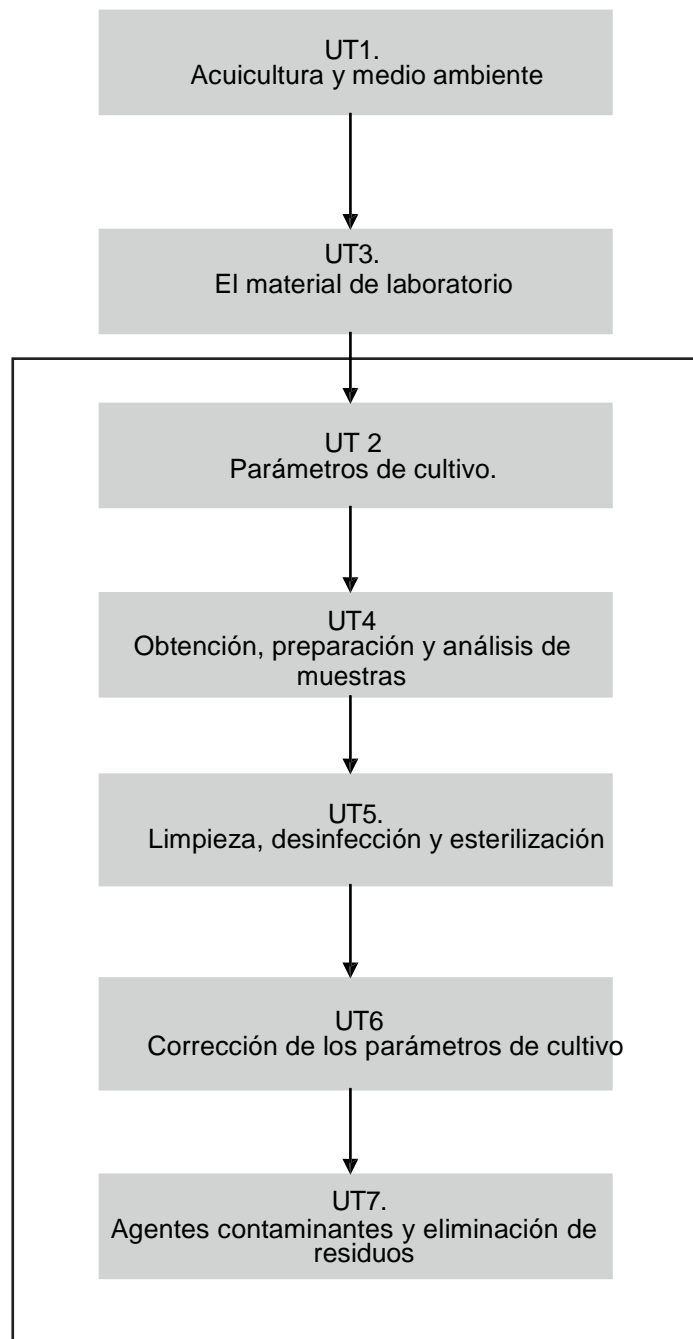 UT1.
Acuicultura y medio ambiente
UT3.
El material de laboratorio
UT 2
Parámetros de cultivo.
UT4
Obtención, preparación y análisis de
muestras
UT5.
Limpieza, desinfección y esterilización
UT6
Corrección de los parámetros de cultivo
UT7.
Agentes contaminantes y eliminación de
residuos